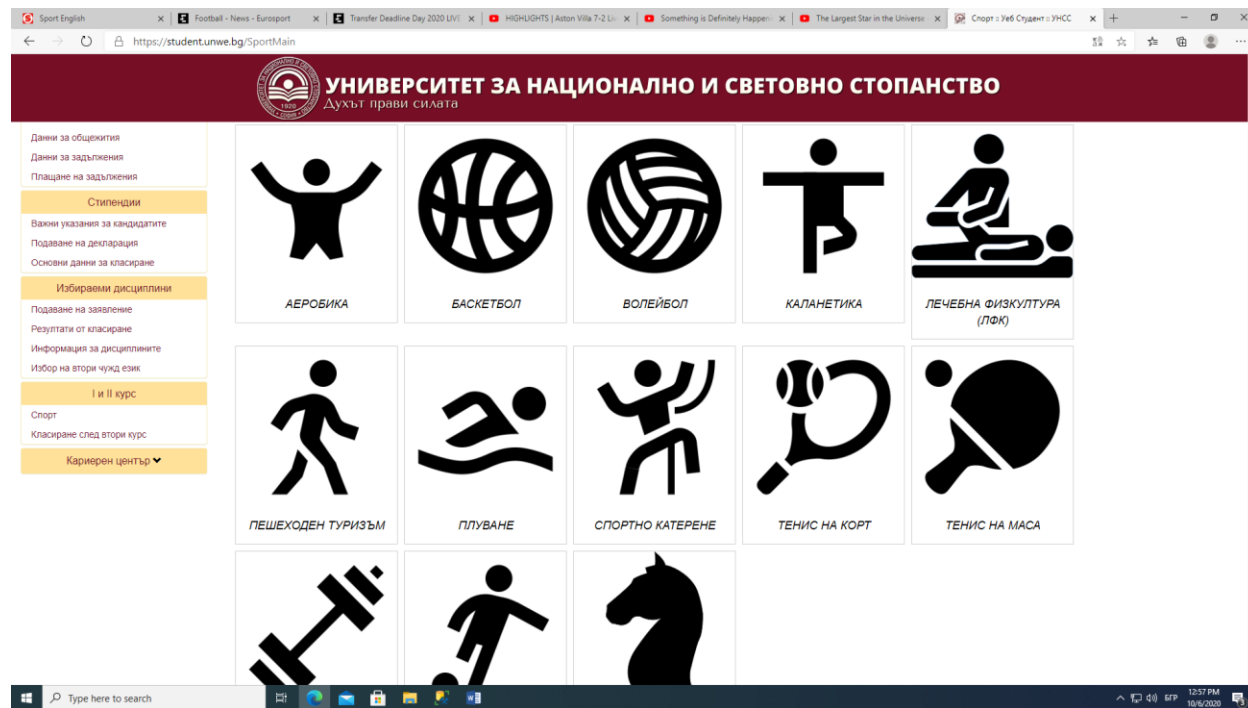 Sport English
Football - News - Eurosport
Transfer Deadline Day 2020 LIVE
HIGHLIGHTS | Aston Villa 7-2 Liv
Something is Definitely Happen
The Largest Star in the Universe
Спорт :: Уеб Студент :: УНСС
https://student.unwe.bg/SportMain
УНИВЕРСИТЕТ ЗА НАЦИОНАЛНО И СВЕТОВНО СТОПАНСТВО
Духът прави силата
1920
Данни за общежития
Данни за задължения
Плащане на задължения
Стипендии
Важни указания за кандидатите
Подаване на декларация
Основни данни за класиране
Избираеми дисциплини
Подаване на заявление
Резултати от класиране
Информация за дисциплините
Избор на втори чужд език
I и II курс
Спорт
Класиране след втори курс
Кариерен център
АЕРОБИКА
БАСКЕТБОЛ
ВОЛЕЙБОЛ
КАЛАНЕТИКА
ЛЕЧЕБНА ФИЗКУЛТУРА
(ЛФК)
ПЕШЕХОДЕН ТУРИЗЪМ
ПЛУВАНЕ
СПОРТНО КАТЕРЕНЕ
ТЕНИС НА КОРТ
ТЕНИС НА МАСА
Type here to search
БГР
12:57 PM
10/6/2020